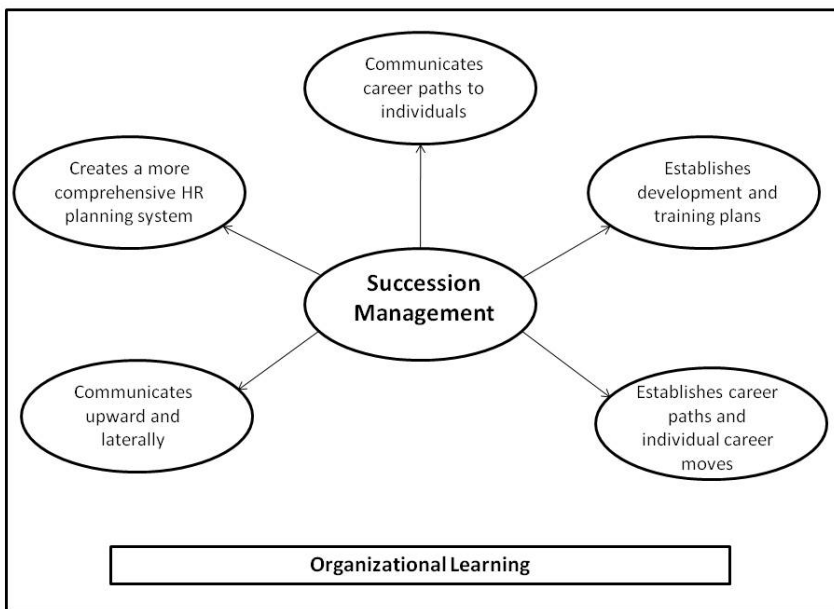 Communicates
career paths to
individuals
Creates a more
comprehensive HR
planning system
Establishes
development and
training plans
Succession
Management
Communicates
upward and
laterally
Establishes career
paths and
individual career
moves
Organizational Learning